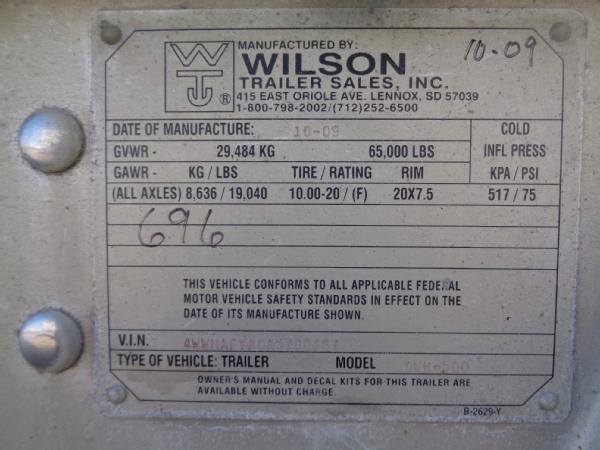 MANUFACTURED BY:
10-09
WILSON
TRAILER SALES, INC.
415 EAST ORIOLE AVE. LENNOX, SD 57039
1-800-798-2002/(712)252-6500
WT ®
DATE OF MANUFACTURE: 10-09
COLD
GVWR - 29,484 KG 65,000 LBS
INFL PRESS
GAWR- KG / LBS TIRE / RATING RIM
KPA / PSI
(ALL AXLES) 8,636 / 19,040 10.00-20 / (F) 20X7.5 517 / 75
696
THIS VEHICLE CONFORMS TO ALL APPLICABLE FEDERAL
MOTOR VEHICLE SAFETY STANDARDS IN EFFECT ON THE
DATE OF ITS MANUFACTURE SHOWN.
V.I.N.
TYPE OF VEHICLE: TRAILER MODEL
OWNER'S MANUAL AND DECAL KITS FOR THIS TRAILER ARE
AVAILABLE WITHOUT CHARGE.
B-2629-Y